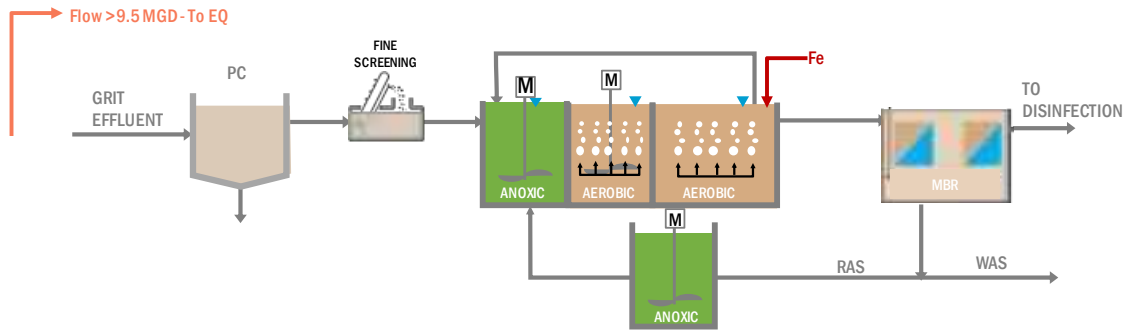 Flow >9.5 MGD - To EQ
FINE
SCREENING
PC
GRIT
EFFLUENT
M
M
Fe
TO
DISINFECTION
ANOXIC
AEROBIC
AEROBIC
MBR
M
RAS
WAS
ANOXIC